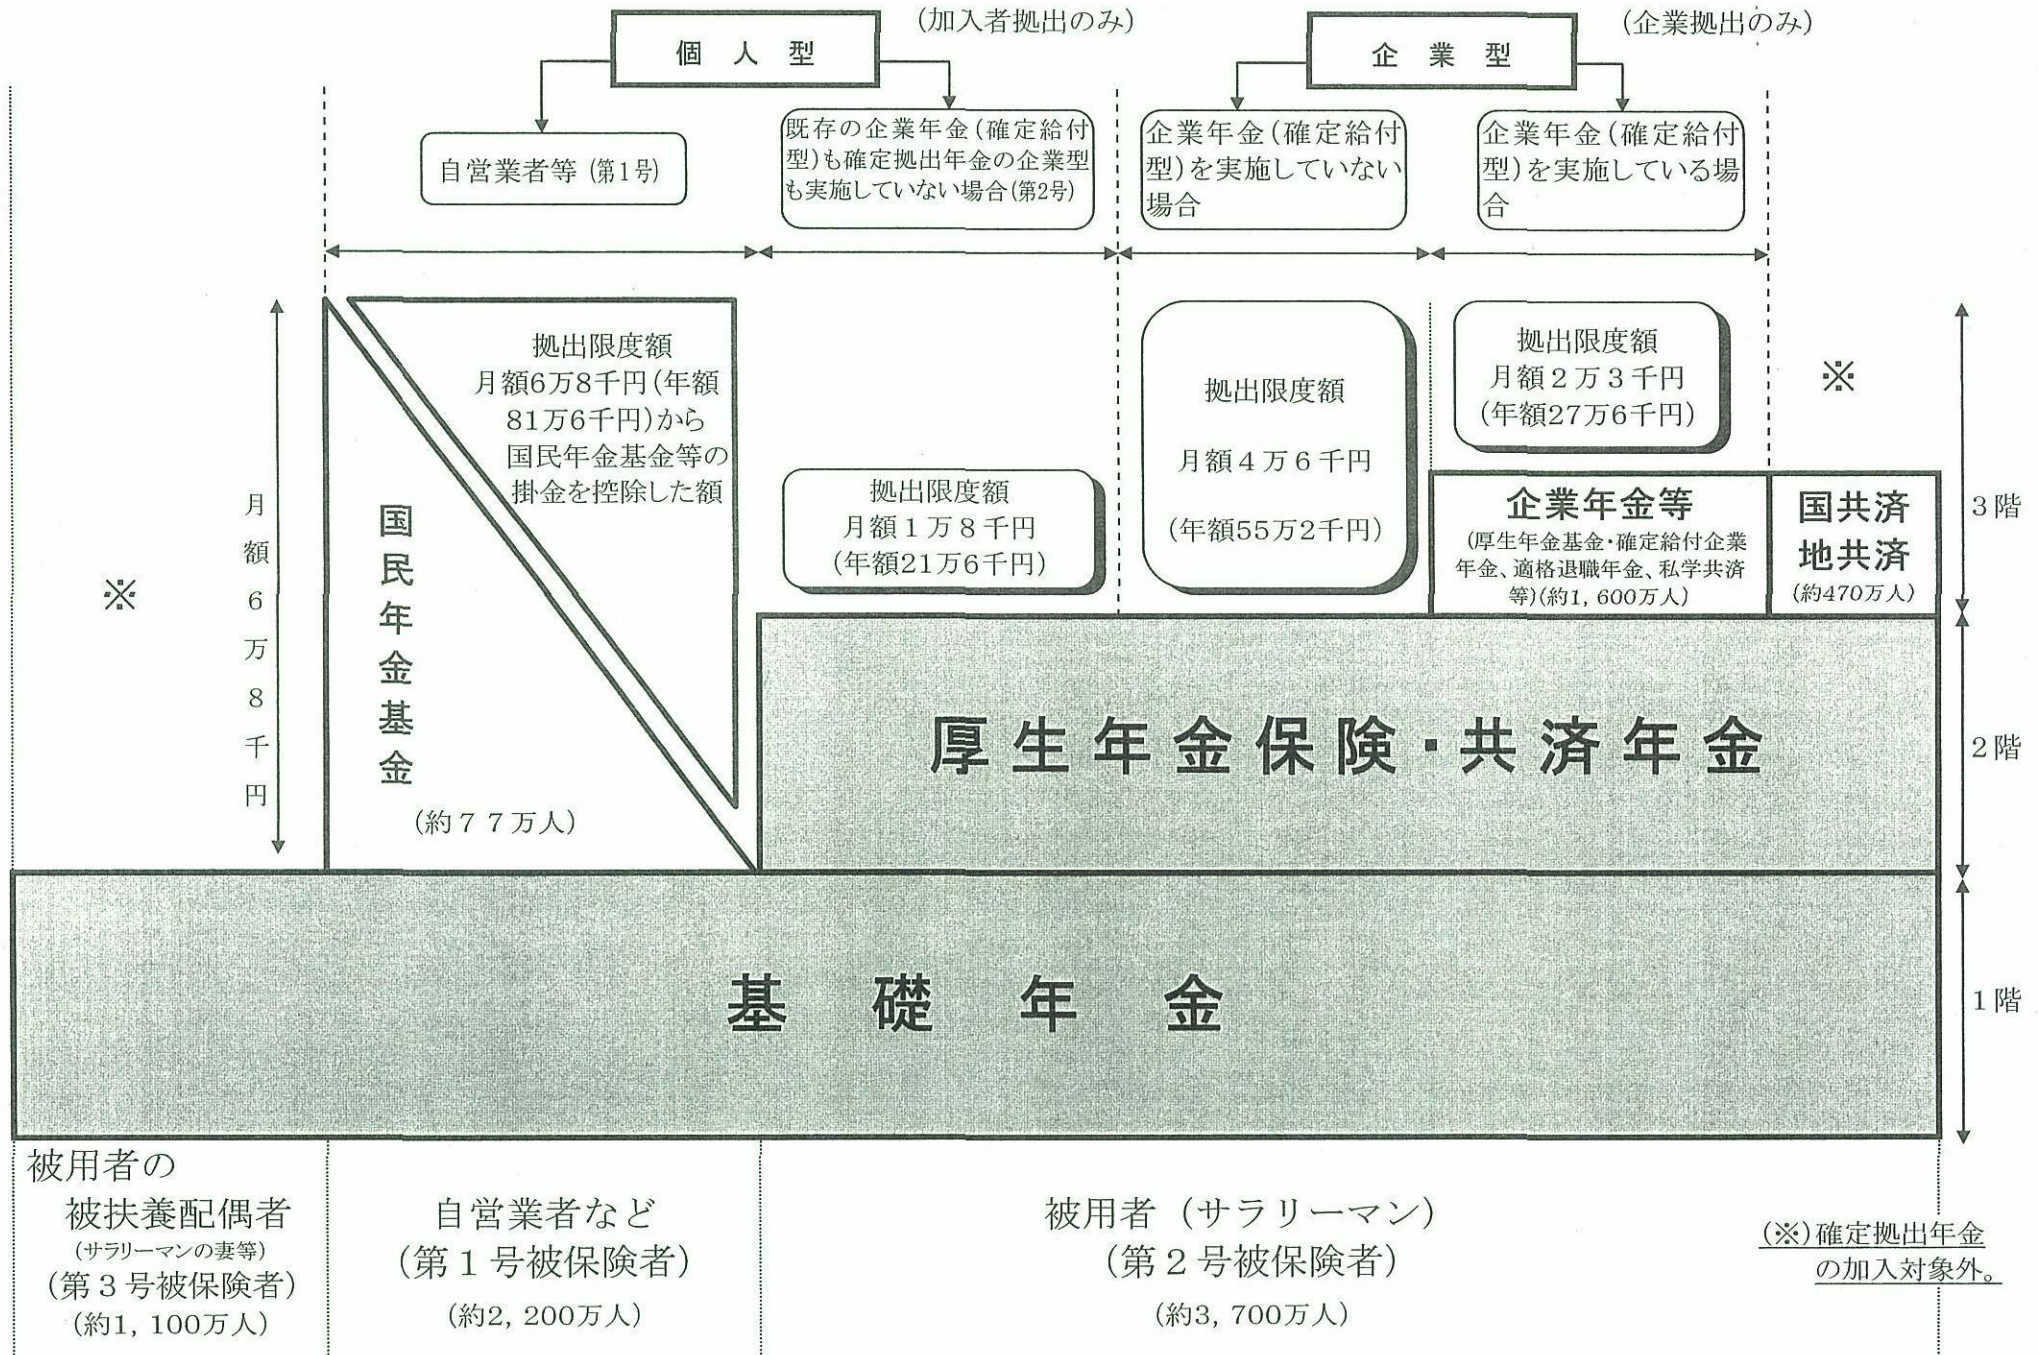 個 人 型
(加入者拠出のみ)
企 業 型
(企業拠出のみ)
自営業者等 (第1号)
既存の企業年金(確定給付
型)も確定拠出年金の企業型
も実施していない場合(第2号)
企業年金(確定給付
型)を実施していない
場合
企業年金(確定給付
型)を実施している場
合
月額6万8千円
※
国民年金基金
(約77万人)
拠出限度額
月額6万8千円(年額
81万6千円)から
国民年金基金等の
掛金を控除した額
拠出限度額
月額1万8千円
(年額21万6千円)
拠出限度額
月額4万6千円
(年額55万2千円)
拠出限度額
月額2万3千円
(年額27万6千円)
※
企業年金等
(厚生年金基金・確定給付企業
年金、適格退職年金、私学共済
等)(約1,600万人)
国共済
地共済
(約470万人)
3階
厚生年金保険・共済年金
2階
基 礎 年 金
1階
被用者の
被扶養配偶者
(サラリーマンの妻等)
(第3号被保険者)
(約1,100万人)
自営業者など
(第1号被保険者)
(約2,200万人)
被用者 (サラリーマン)
(第2号被保険者)
(約3,700万人)
(※)確定拠出年金
の加入対象外。